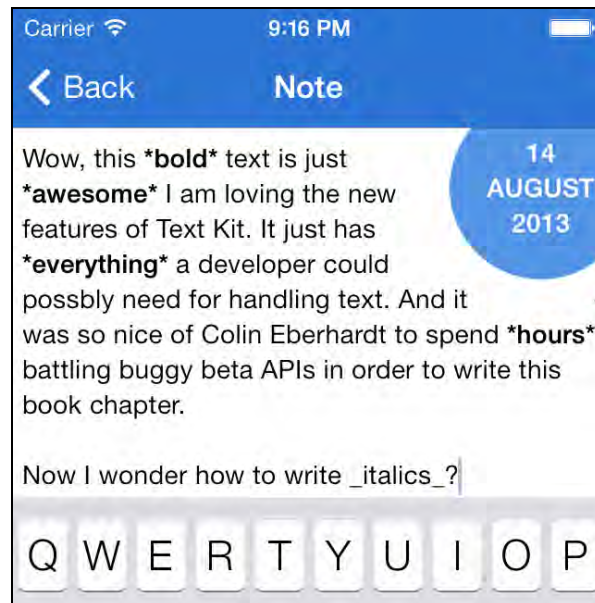 Carrier 9:16 PM
Back Note
14
AUGUST
2013
Wow, this *bold* text is just
*awesome* I am loving the new
features of Text Kit. It just has
*everything* a developer could
possbly need for handling text. And it
was so nice of Colin Eberhardt to spend *hours*
battling buggy beta APIs in order to write this
book chapter.
Now I wonder how to write _italics_?
Q W E R T Y U I O P